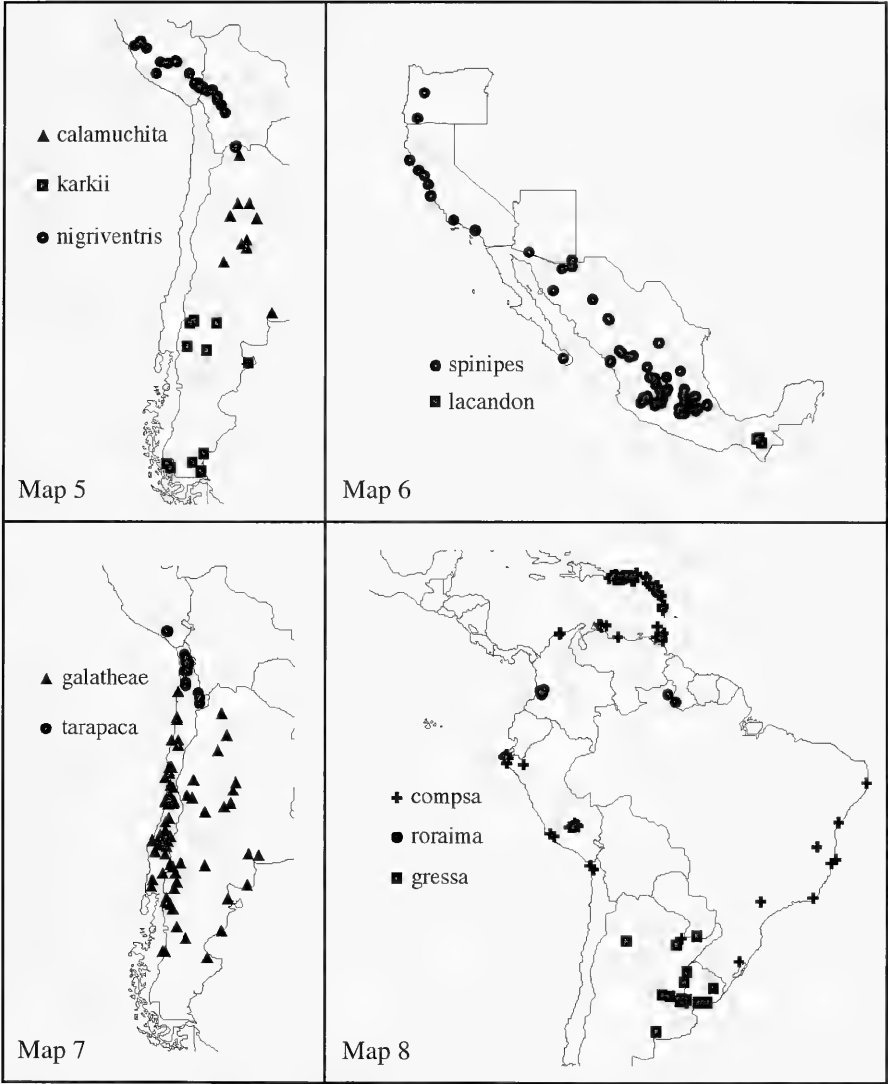 calamuchita
karkii
nigriventris
Map 5
spinipes
lacandon
Map 6
galatheae
tarapaca
Map 7
compsa
roraima
gressa
Map 8